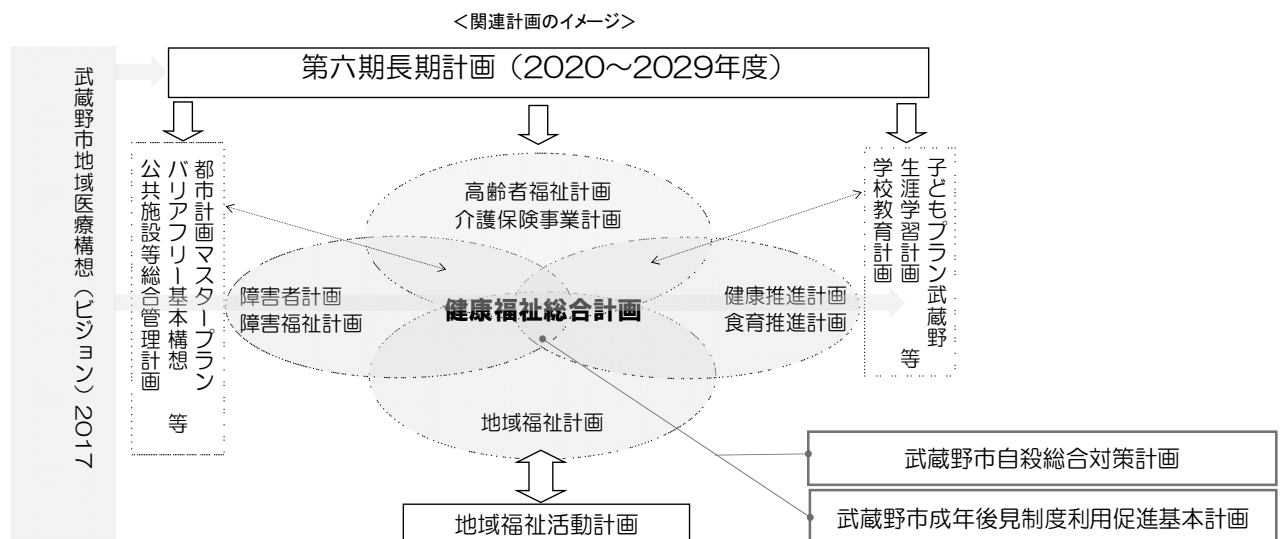 ＜関連計画のイメージ＞
第六期長期計画（2020～2029年度）
武蔵野市地域医療構想（ビジョン）2017
都市計画マスタープラン
バリアフリー基本構想
公共施設等総合管理計画　等
高齢者福祉計画
介護保険事業計画
子どもプラン武蔵野
生涯学習計画
学校教育計画　等
障害者計画
障害福祉計画
健康福祉総合計画
健康推進計画
食育推進計画
地域福祉計画
武蔵野市自殺総合対策計画
地域福祉活動計画
武蔵野市成年後見制度利用促進基本計画